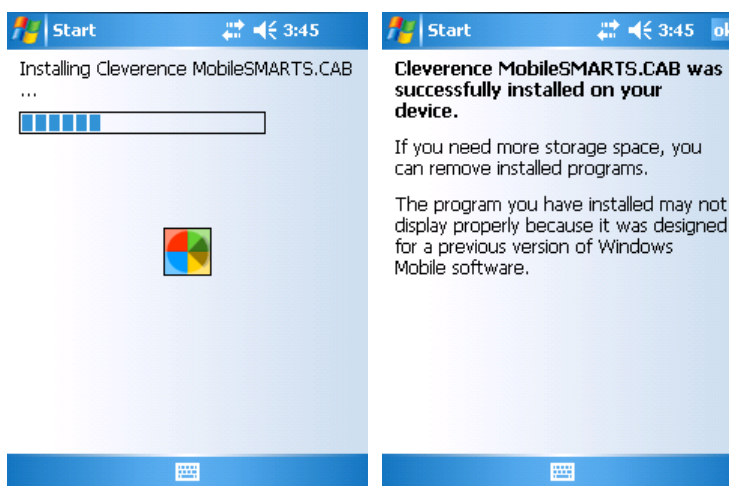 Start 3:45
Installing Cleverence MobileSMARTS.CAB
...
Start 3:45 ok
Cleverence MobileSMARTS.CAB was
successfully installed on your
device.
If you need more storage space, you
can remove installed programs.
The program you have installed may not
display properly because it was designed
for a previous version of Windows
Mobile software.